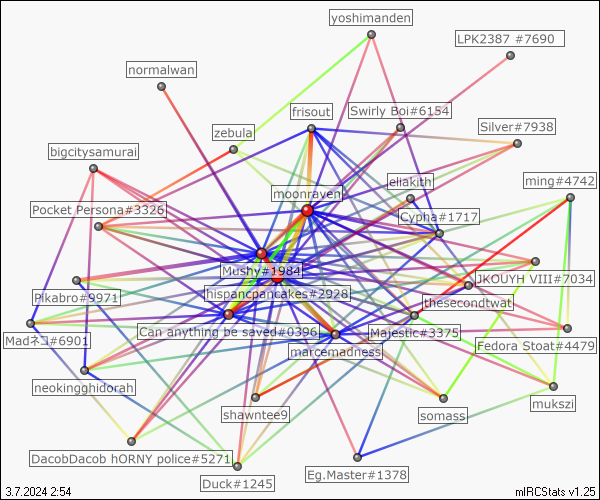 yoshimanden
LPK2387 #7690
normalwan
frisout
Swirly Boi#6154
zebula
Silver#7938
bigcitysamurai
eliakith
ming#4742
moonraven
Pocket Persona#3326
Cypha#1717
Mushy#1984
JKOUYH VIII#7034
Pikabro#9971
hispancpancakes#2928
thesecondtwat
Madネコ#6901
Can anything be saved#0396
Majestic#3375
Fedora Stoat#4479
marcemadness
neokingghidorah
shawntee9
somass
mukszi
DacobDacob hORNY police#5271
Eg.Master#1378
Duck#1245
3.7.2024 2:54
mIRCStats v1.25